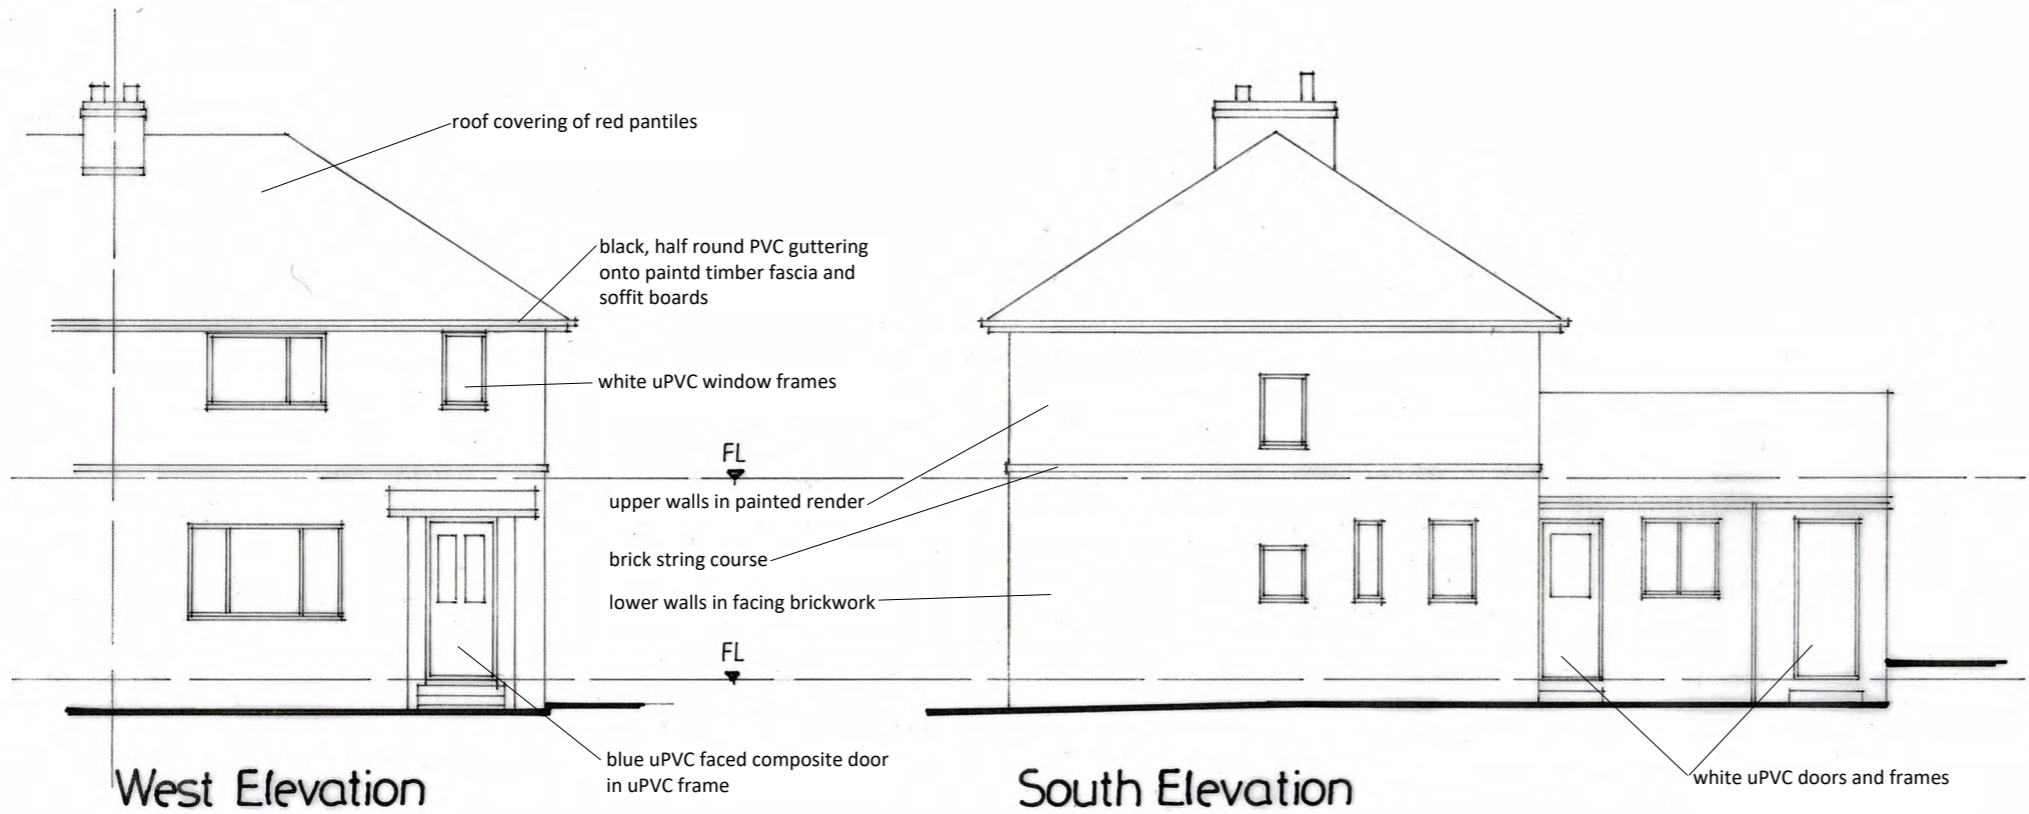 roof covering of red pantiles
black, half round PVC guttering
onto paintd timber fascia and
soffit boards
white uPVC window frames
FL
upper walls in painted render
brick string course
lower walls in facing brickwork
FL
blue uPVC faced composite door
in uPVC frame
white uPVC doors and frames
West Elevation
South Elevation